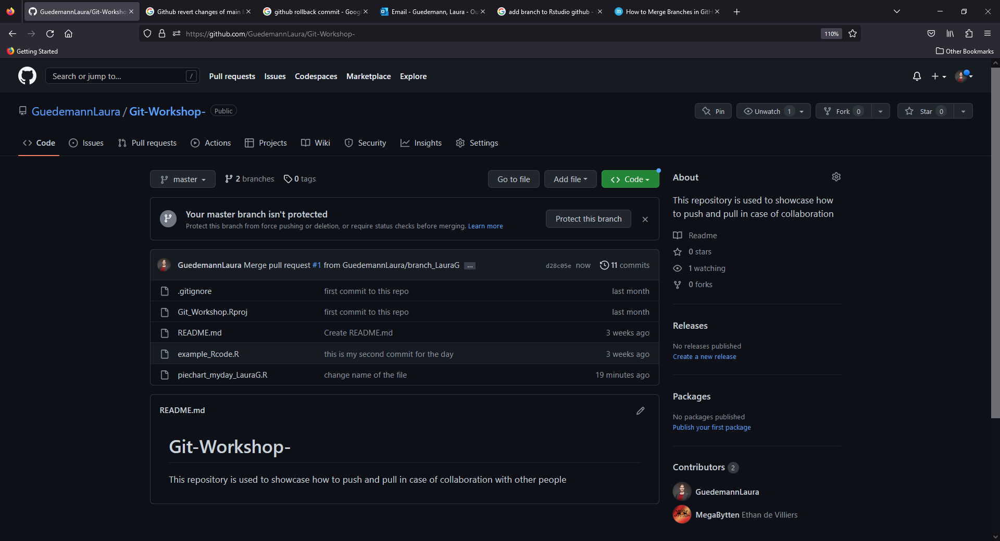 GuedemannLaura/Git-Workshop
Github revert changes of main b
github rollback commit - Goog
Email - Guedemann, Laura - Ou
add branch to Rstudio github -
How to Merge Branches in GitH
https://github.com/GuedemannLaura/Git-Workshop-
110%
Getting Started
Other Bookmarks
Search or jump to...
/
Pull requests
Issues
Codespaces
Marketplace
Explore
GuedemannLaura / Git-Workshop- Public
Pin
Unwatch 1
Fork 0
Star 0
Code
Issues
Pull requests
Actions
Projects
Wiki
Security
Insights
Settings
master
2 branches
0 tags
Go to file
Add file
Code
Your master branch isn't protected
Protect this branch from force pushing or deletion, or require status checks before merging. Learn more
Protect this branch
GuedemannLaura Merge pull request #1 from GuedemannLaura/branch_LauraG ... d28c05e now 11 commits
.gitignore first commit to this repo last month
Git_Workshop.Rproj first commit to this repo last month
README.md Create README.md 3 weeks ago
example_Rcode.R this is my second commit for the day 3 weeks ago
piechart_myday_LauraG.R change name of the file 19 minutes ago
README.md
Git-Workshop-
This repository is used to showcase how to push and pull in case of collaboration with other people
About
This repository is used to showcase how
to push and pull in case of collaboration
Readme
0 stars
1 watching
0 forks
Releases
No releases published
Create a new release
Packages
No packages published
Publish your first package
Contributors 2
GuedemannLaura
MegaBytten Ethan de Villiers